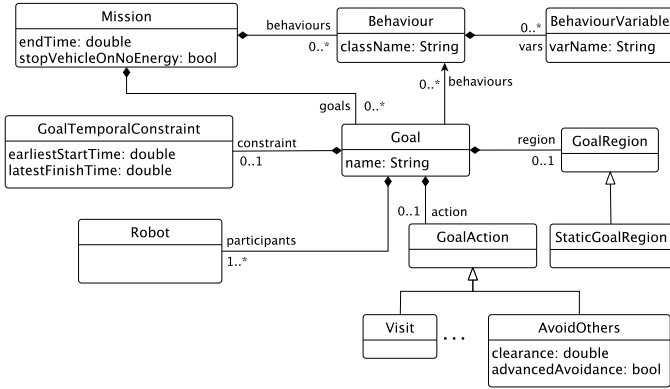 Mission
endTime: double
stopVehicleOnNoEnergy: bool
behaviours
0..*
Behaviour
className: String
0..*
vars
BehaviourVariable
varName: String
goals
0..*
0..*
behaviours
GoalTemporalConstraint
earliestStartTime: double
latestFinishTime: double
constraint
0..1
Goal
name: String
region
0..1
GoalRegion
Robot
participants
1..*
0..1
action
GoalAction
StaticGoalRegion
Visit
...
AvoidOthers
clearance: double
advancedAvoidance: bool